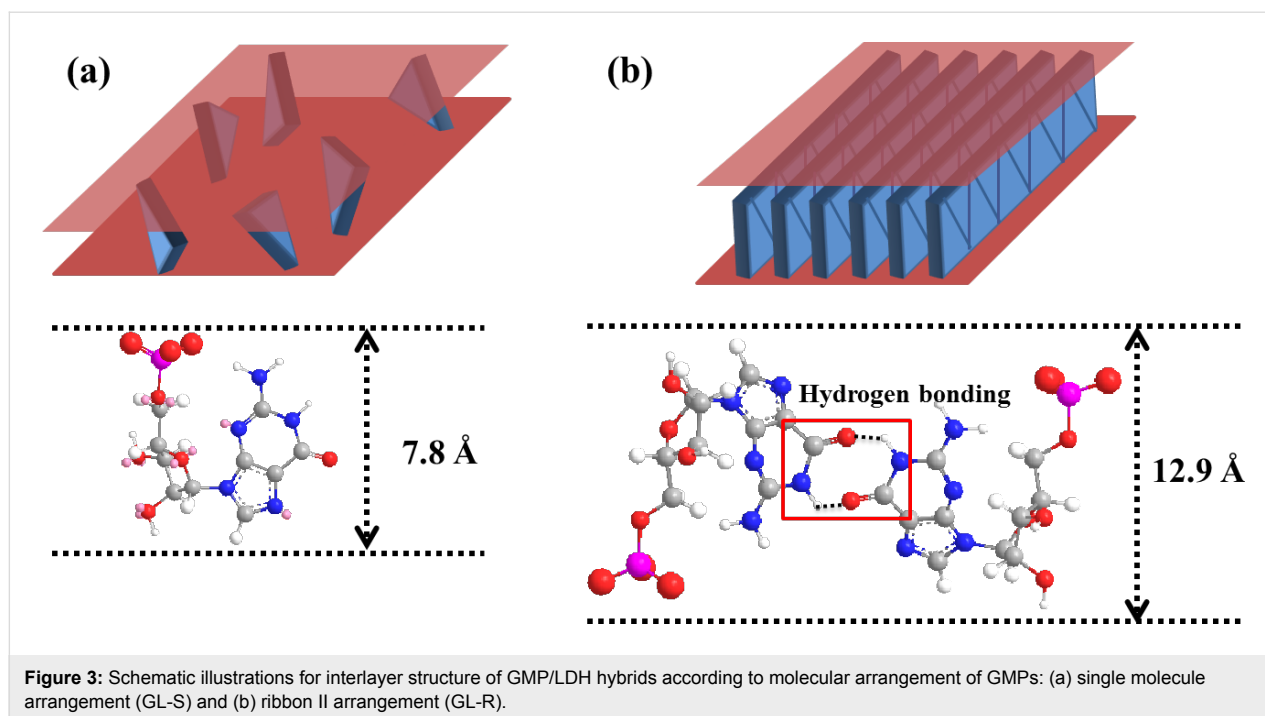 (a)
(b)
7.8 Å
Hydrogen bonding
12.9 Å
Figure 3: Schematic illustrations for interlayer structure of GMP/LDH hybrids according to molecular arrangement of GMPs: (a) single molecule
arrangement (GL-S) and (b) ribbon II arrangement (GL-R).